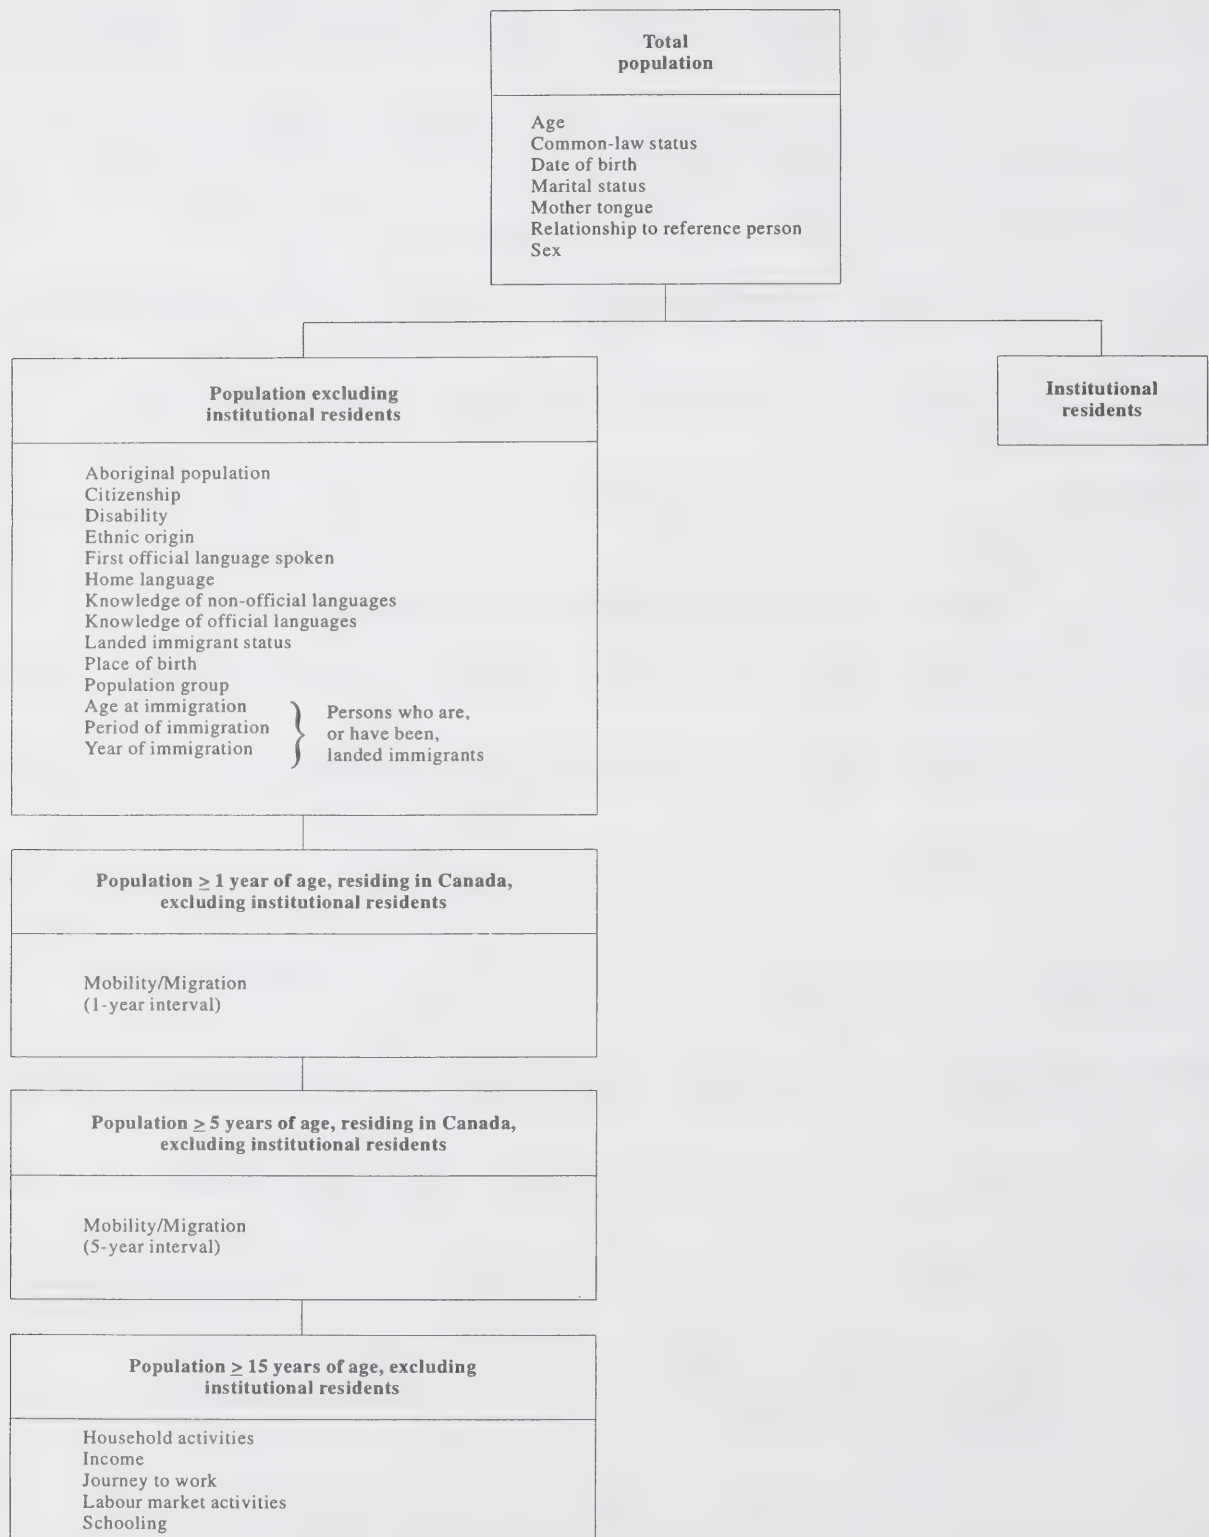 Total
population
Age
Common-law status
Date of birth
Marital status
Mother tongue
Relationship to reference person
Sex
Population excluding
institutional residents
Institutional
residents
Aboriginal population
Citizenship
Disability
Ethnic origin
First official language spoken
Home language
Knowledge of non-official languages
Knowledge of official languages
Landed immigrant status
Place of birth
Population group
Age at immigration
Period of immigration
Year of immigration
Persons who are,
or have been,
landed immigrants
Population ≥ 1 year of age, residing in Canada,
excluding institutional residents
Mobility/Migration
(1-year interval)
Population ≥ 5 years of age, residing in Canada,
excluding institutional residents
Mobility/Migration
(5-year interval)
Population ≥ 15 years of age, excluding
institutional residents
Household activities
Income
Journey to work
Labour market activities
Schooling